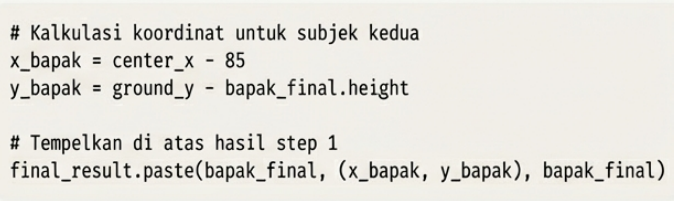 # Kalkulasi koordinat untuk subjek kedua
x_bapak = center_x - 85
y_bapak = ground_y - bapak_final.height

# Tempelkan di atas hasil step 1
final_result.paste(bapak_final, (x_bapak, y_bapak), bapak_final)